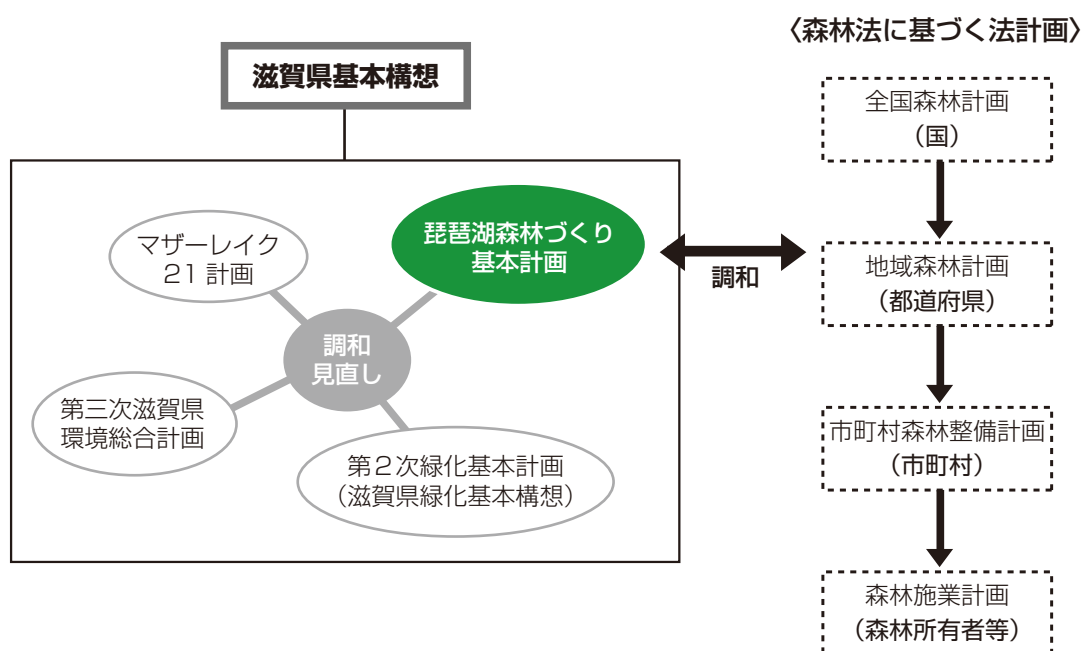 〈森林法に基づく法計画〉
滋賀県基本構想
マザーレイク
21 計画
琵琶湖森林づくり
基本計画
調和
見直し
第三次滋賀県
環境総合計画
第２次緑化基本計画
（滋賀県緑化基本構想）
調和
全国森林計画
（国）
地域森林計画
（都道府県）
市町村森林整備計画
（市町村）
森林施業計画
（森林所有者等）